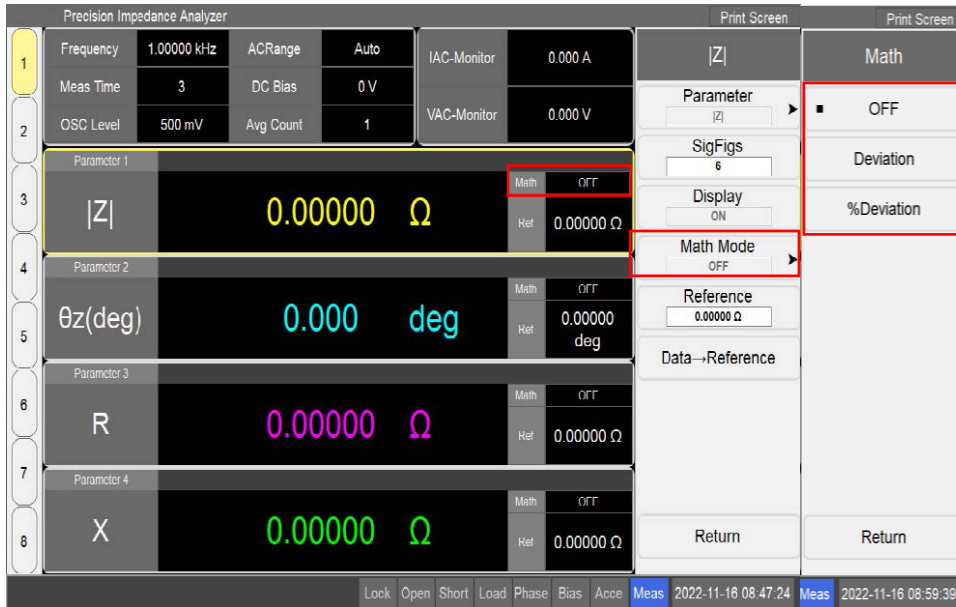 Precision Impedance Analyzer
Print Screen
Print Screen
1
2
3
4
5
6
7
8
Frequency 1.00000 kHz ACRange Auto
Meas Time 3 DC Bias 0 V
OSC Level 500 mV Avg Count 1
IAC-Monitor 0.000 A
VAC-Monitor 0.000 V
Parameter 1
|Z| 0.00000 Ω
Math OFF
Ref 0.00000 Ω
Parameter 2
θz(deg) 0.000 deg
Math OFF
Ref 0.00000
deg
Parameter 3
R 0.00000 Ω
Math OFF
Ref 0.00000 Ω
Parameter 4
X 0.00000 Ω
Math OFF
Ref 0.00000 Ω
|Z|
Parameter
|Z|
SigFigs
6
Display
ON
Math Mode
OFF
Reference
0.00000 Ω
Data→Reference
Return
Math
OFF
Deviation
%Deviation
Return
Lock Open Short Load Phase Bias Acce Meas 2022-11-16 08:47:24 Meas 2022-11-16 08:59:39